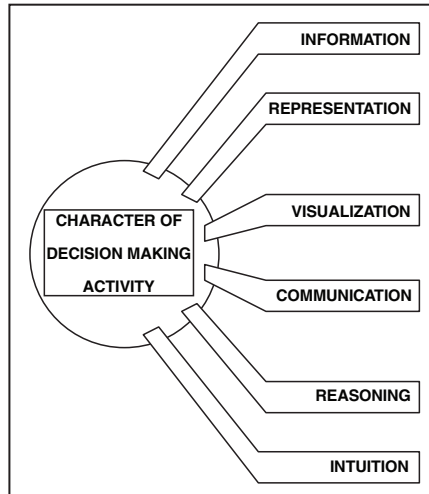 INFORMATION
REPRESENTATION
VISUALIZATION
CHARACTER OF
DECISION MAKING
ACTIVITY
COMMUNICATION
REASONING
INTUITION